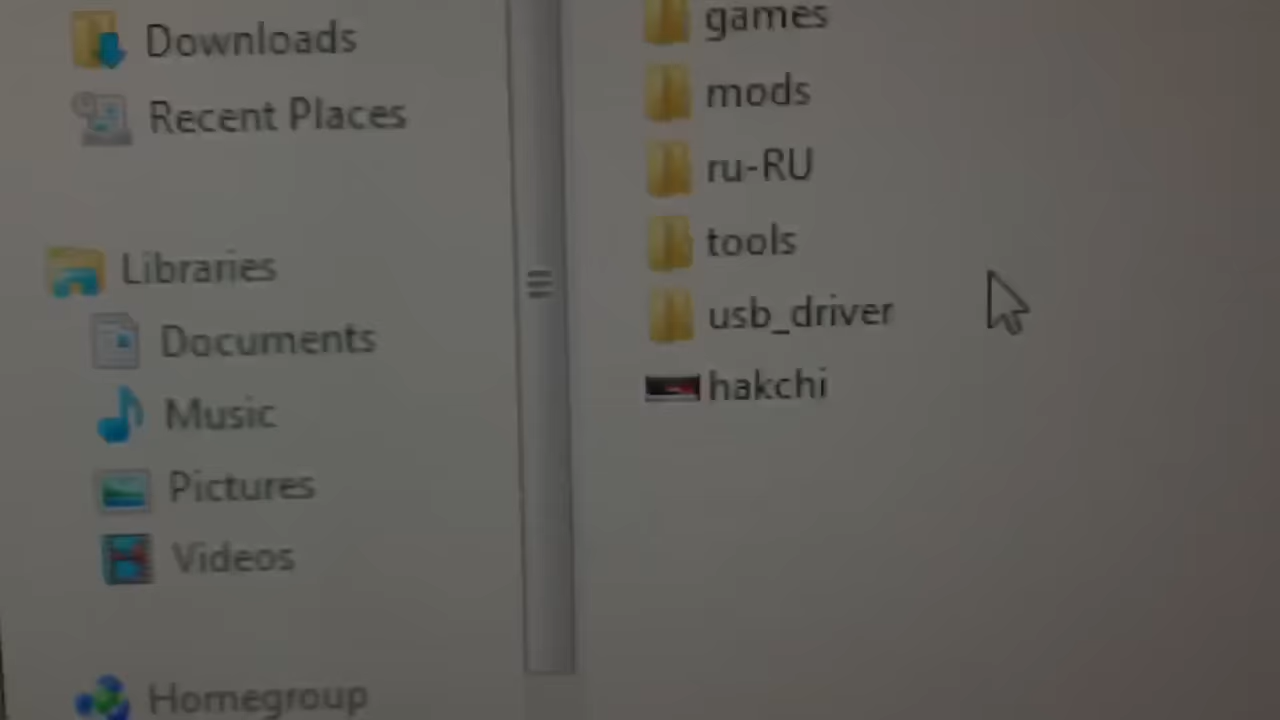 Downloads
Recent Places
Libraries
Documents
Music
Pictures
Videos
Homegroup
games
mods
ru-RU
tools
usb_driver
hakchi